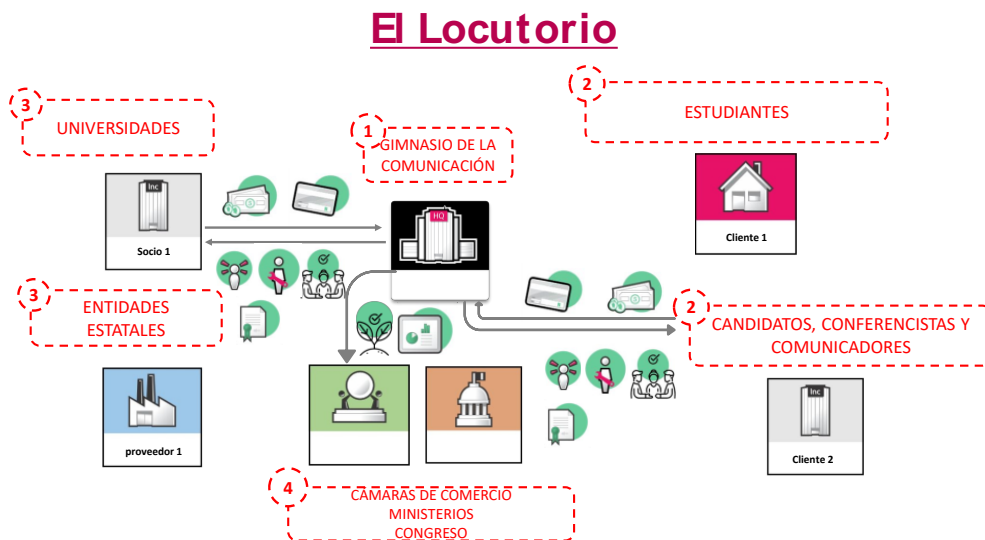 El Locutorio
3
UNIVERSIDADES
1
GIMNASIO DE LA
COMUNICACIÓN
2
ESTUDIANTES
Inc
Socio 1
HQ
Cliente 1
3
ENTIDADES
ESTATALES
2
CANDIDATOS, CONFERENCISTAS Y
COMUNICADORES
proveedor 1
Inc
Cliente 2
4
CÁMARAS DE COMERCIO
MINISTERIOS
CONGRESO